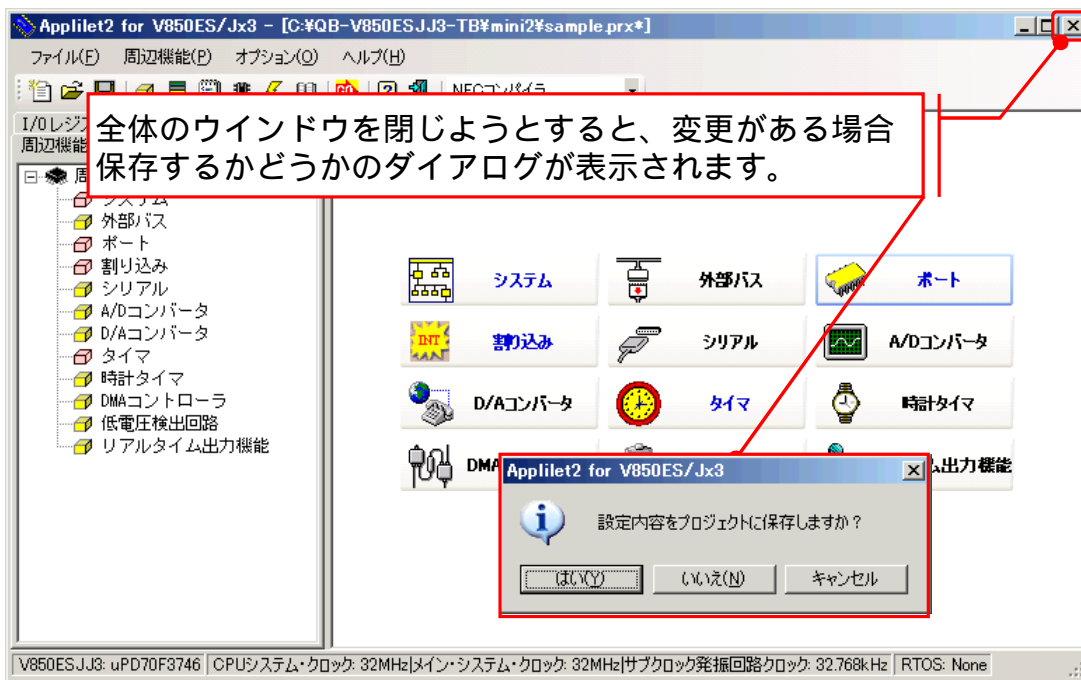 Applilet2 for V850ES/Jx3 - [C:¥QB-V850ESJJ3-TB¥mini2¥sample.prx*]
ファイル(F) 周辺機能(P) オプション(O) ヘルプ(H)
NECコンパイラ
I/Oレジス
周辺機能
全体のウインドウを閉じようとすると、変更がある場合
保存するかどうかのダイアログが表示されます。
周
システム
外部バス
ポート
割り込み
シリアル
A/Dコンバータ
D/Aコンバータ
タイマ
時計タイマ
DMAコントローラ
低電圧検出回路
リアルタイム出力機能
システム 外部バス ポート
INT 割り込み シリアル A/Dコンバータ
D/Aコンバータ タイマ 時計タイマ
DMA ム出力機能
Applilet2 for V850ES/Jx3
設定内容をプロジェクトに保存しますか?
はい(Y) いいえ(N) キャンセル
V850ESJJ3: uPD70F3746 CPUシステム・クロック: 32MHz|メイン・システム・クロック: 32MHz|サブクロック発振回路クロック: 32.768kHz RTOS: None